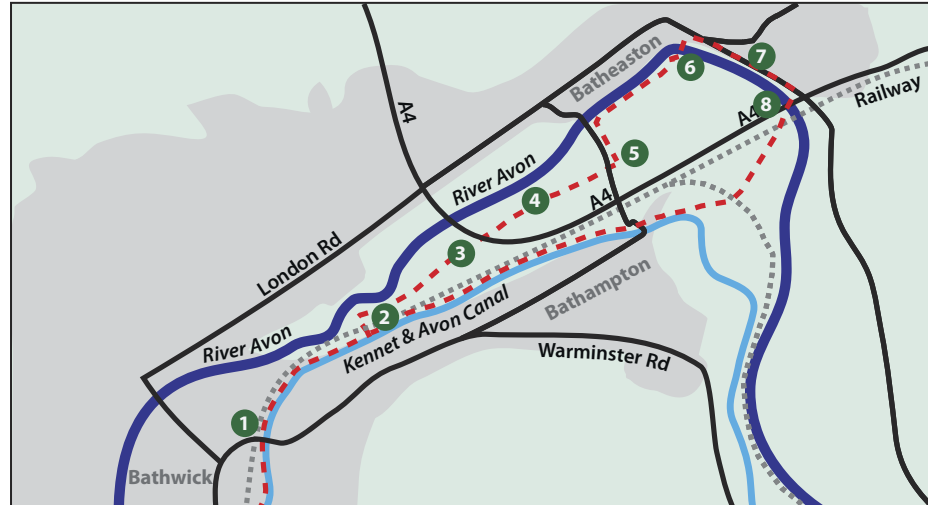 7
Batheaston
6
Railway
A4
8
A4
5
River Avon
4
A4
London Rd
3
Bathampton
2
Kennet & Avon Canal
River Avon
Warminster Rd
1
Bathwick